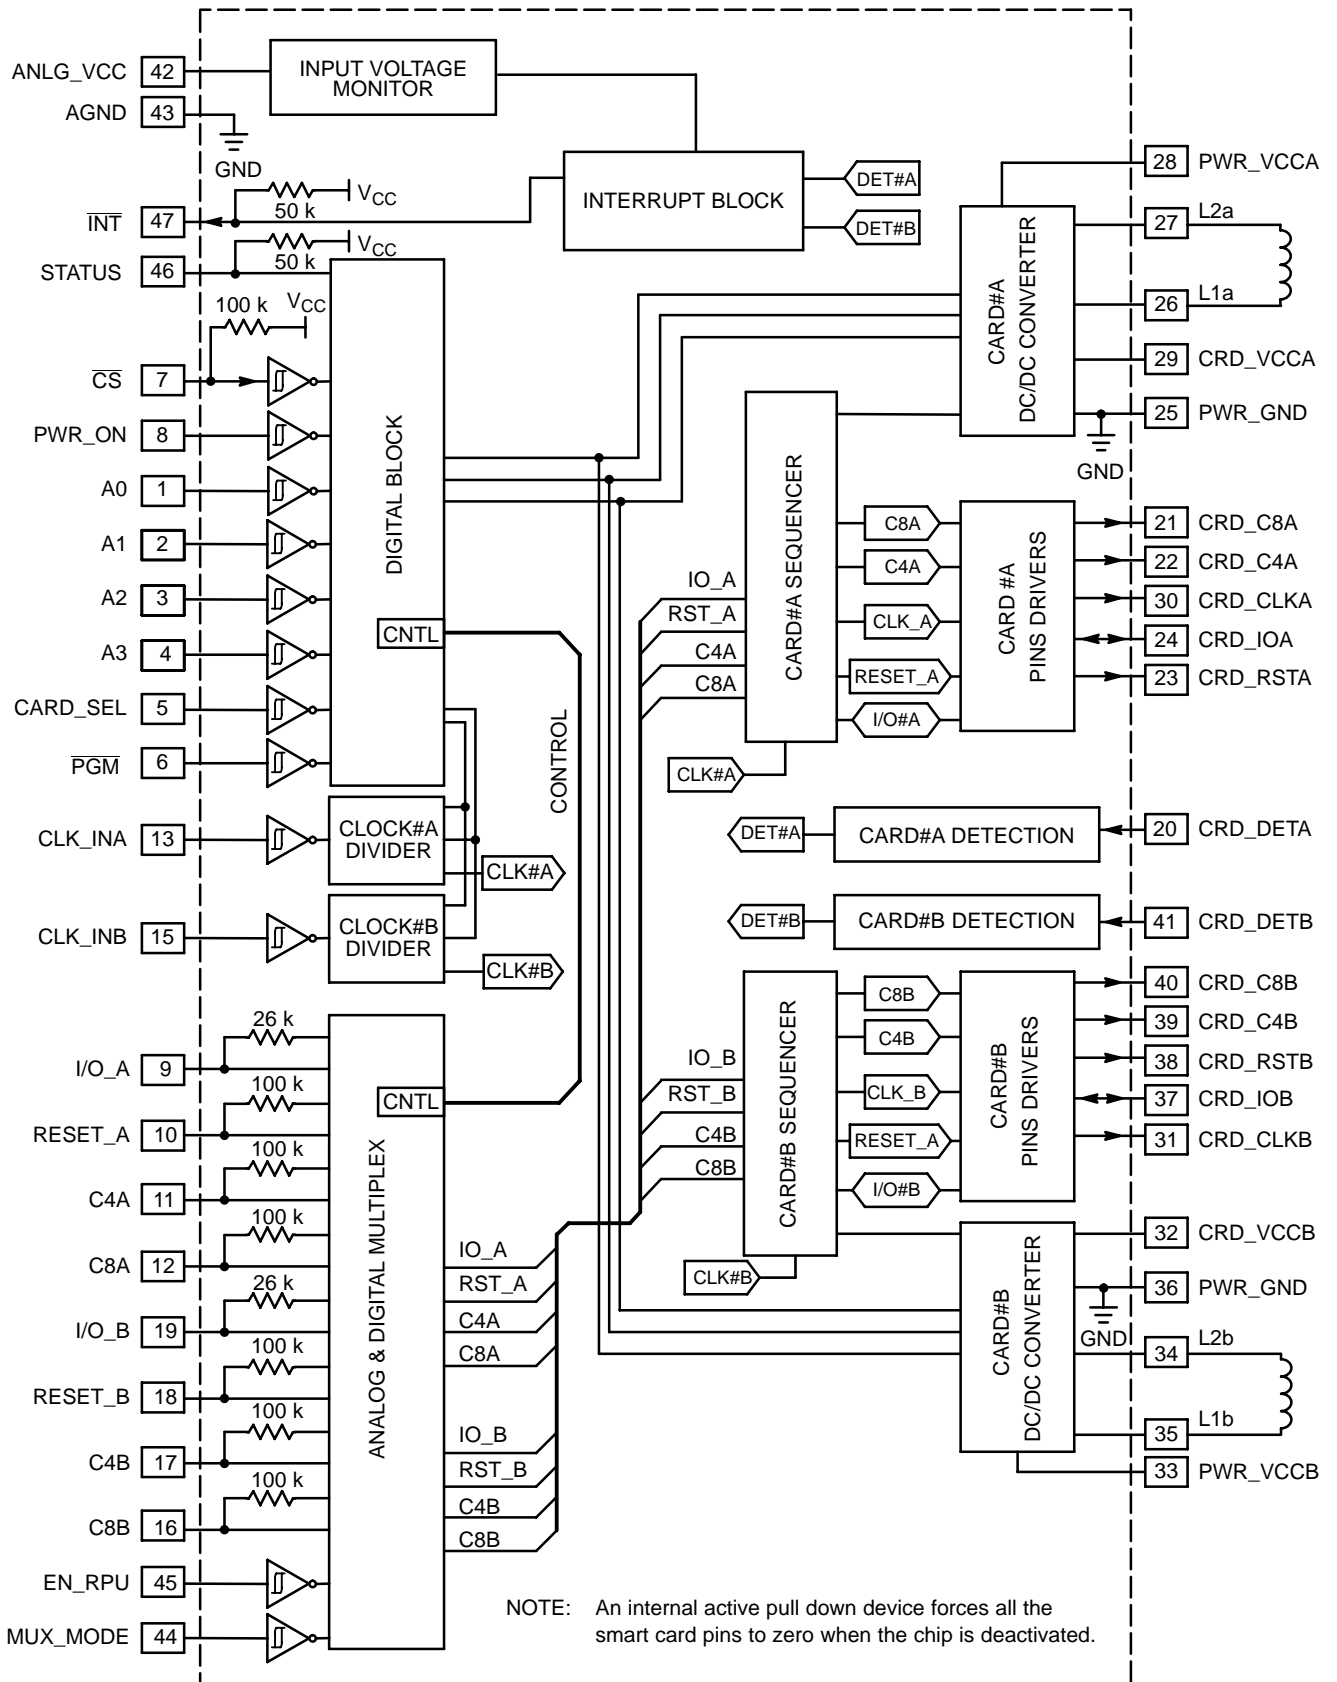 ANLG_VCC 42
INPUT VOLTAGE
MONITOR
AGND 43
GND
INT 47
50 k
VCC
STATUS 46
50 k
VCC
INTERRUPT BLOCK
DET#A
DET#B
100 k
VCC
CS 7
PWR_ON 8
A0 1
A1 2
A2 3
A3 4
CARD_SEL 5
PGM 6
DIGITAL BLOCK
CNTL
CONTROL
CLK_INA 13
CLOCK#A
DIVIDER
CLK#A
CLK_INB 15
CLOCK#B
DIVIDER
CLK#B
26 k
I/O_A 9
100 k
RESET_A 10
100 k
C4A 11
100 k
C8A 12
26 k
I/O_B 19
100 k
RESET_B 18
100 k
C4B 17
100 k
C8B 16
EN_RPU 45
MUX_MODE 44
CNTL
ANALOG & DIGITAL MULTIPLEX
IO_A
RST_A
C4A
C8A
IO_B
RST_B
C4B
C8B
CARD#A
DC/DC CONVERTER
28 PWR_VCCA
27 L2a
26 L1a
29 CRD_VCCA
25 PWR_GND
GND
CARD#A SEQUENCER
IO_A
RST_A
C4A
C8A
CLK#A
C8A
C4A
CLK_A
RESET_A
I/O#A
CARD #A
PINS DRIVERS
21 CRD_C8A
22 CRD_C4A
30 CRD_CLKA
24 CRD_IOA
23 CRD_RSTA
DET#A
CARD#A DETECTION
20 CRD_DETA
DET#B
CARD#B DETECTION
41 CRD_DETB
CARD#B SEQUENCER
IO_B
RST_B
C4B
C8B
CLK#B
C8B
C4B
CLK_B
RESET_A
I/O#B
CARD#B
PINS DRIVERS
40 CRD_C8B
39 CRD_C4B
38 CRD_RSTB
37 CRD_IOB
31 CRD_CLKB
CARD#B
DC/DC CONVERTER
32 CRD_VCCB
36 PWR_GND
GND
34 L2b
35 L1b
33 PWR_VCCB
NOTE: An internal active pull down device forces all the
smart card pins to zero when the chip is deactivated.